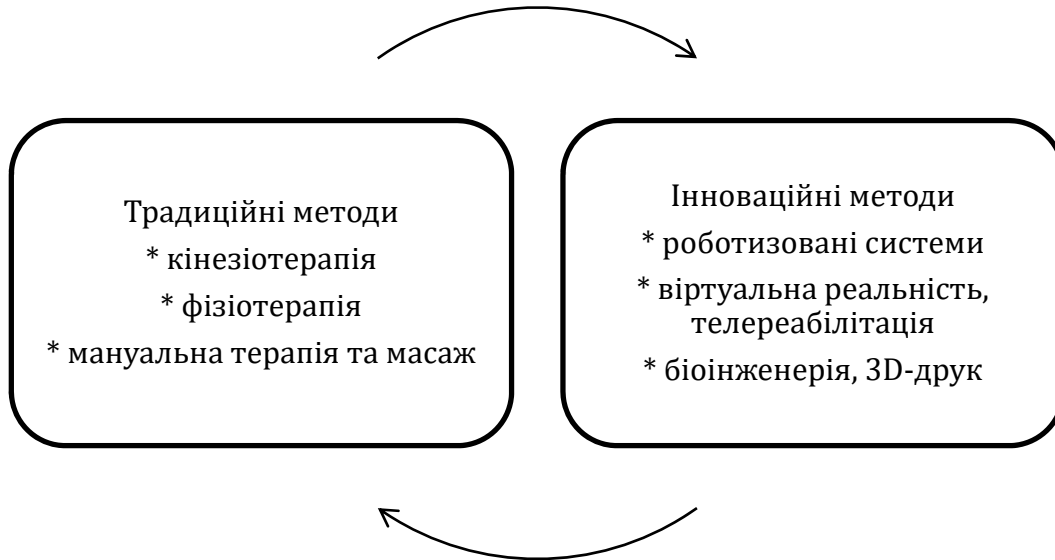 Традиційні методи
* кінезіотерапія
* фізіотерапія
* мануальна терапія та масаж
Інноваційні методи
* роботизовані системи
* віртуальна реальність,
телереабілітація
* біоінженерія, 3D-друк